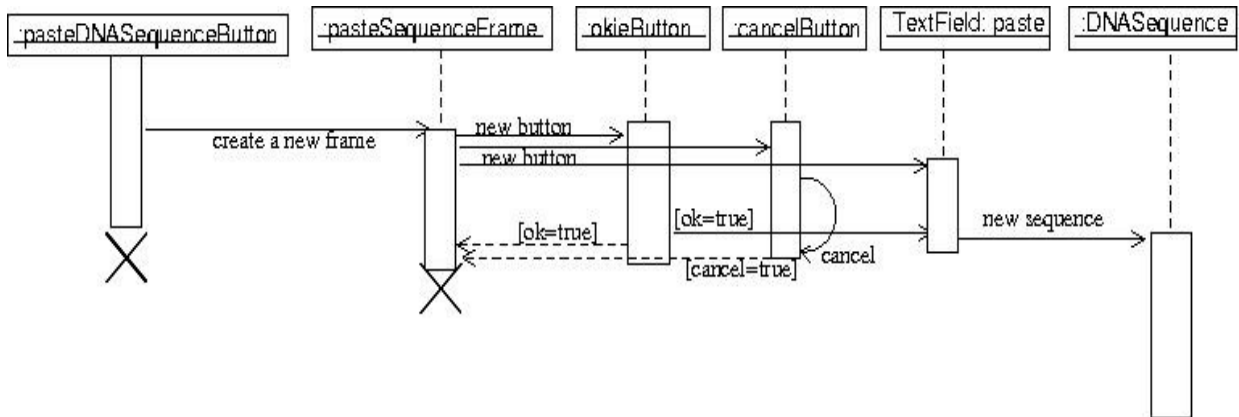 :pasteDNASequenceButton
:pasteSequenceFrame
:okieButton
:cancelButton
TextField: paste
:DNASequence
create a new frame
new button
new button
[ok=true]
[ok=true]
new sequence
cancel
[cancel=true]